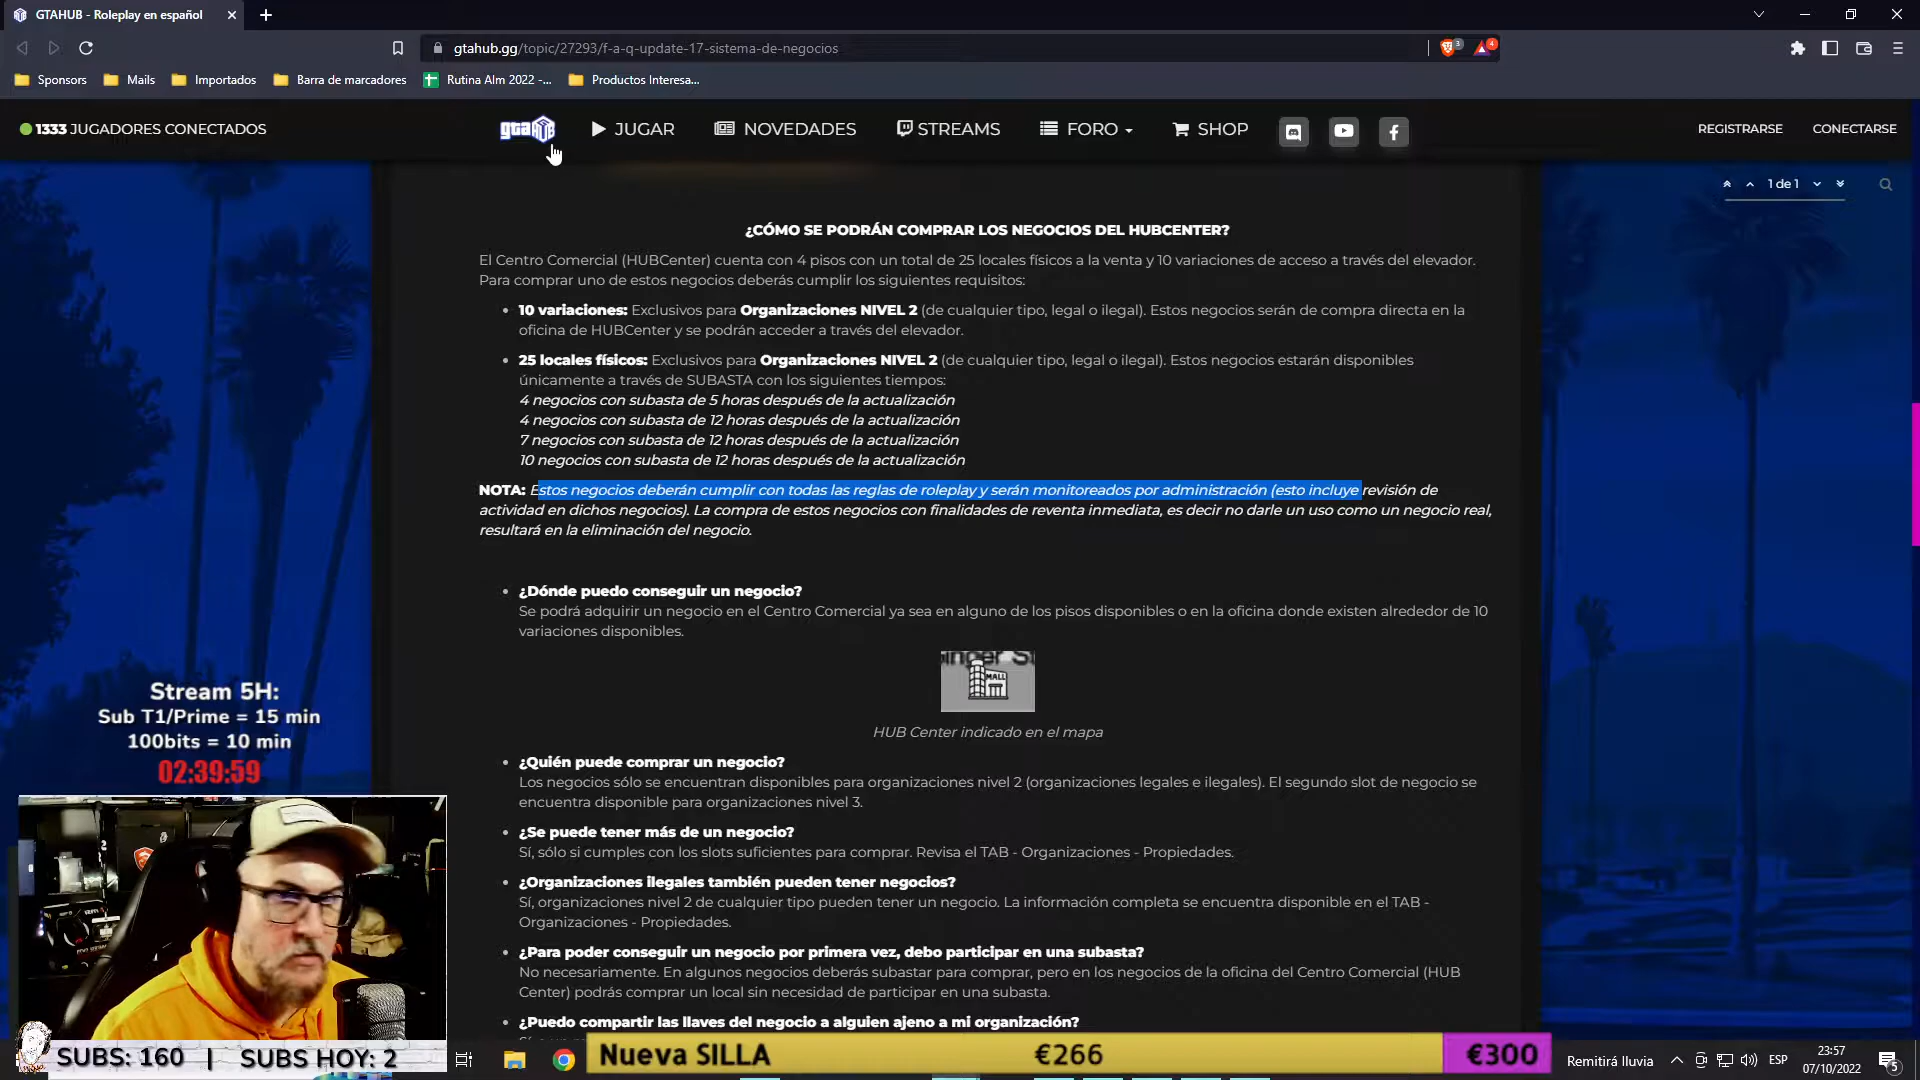 GTAHUB - Roleplay en español
gtahub.gg/topic/27293/f-a-q-update-17-sistema-de-negocios
3
4
Sponsors
Mails
Importados
Barra de marcadores
Rutina Alm 2022 -...
Productos Interesa...
1333 JUGADORES CONECTADOS
gtaHUB
JUGAR
NOVEDADES
STREAMS
FORO
SHOP
REGISTRARSE
CONECTARSE
1 de 1
¿CÓMO SE PODRÁN COMPRAR LOS NEGOCIOS DEL HUBCENTER?
El Centro Comercial (HUBCenter) cuenta con 4 pisos con un total de 25 locales físicos a la venta y 10 variaciones de acceso a través del elevador.
Para comprar uno de estos negocios deberás cumplir los siguientes requisitos:
• 10 variaciones: Exclusivos para Organizaciones NIVEL 2 (de cualquier tipo, legal o ilegal). Estos negocios serán de compra directa en la
oficina de HUBCenter y se podrán acceder a través del elevador.
• 25 locales físicos: Exclusivos para Organizaciones NIVEL 2 (de cualquier tipo, legal o ilegal). Estos negocios estarán disponibles
únicamente a través de SUBASTA con los siguientes tiempos:
4 negocios con subasta de 5 horas después de la actualización
4 negocios con subasta de 12 horas después de la actualización
7 negocios con subasta de 12 horas después de la actualización
10 negocios con subasta de 12 horas después de la actualización
NOTA: Estos negocios deberán cumplir con todas las reglas de roleplay y serán monitoreados por administración (esto incluye revisión de
actividad en dichos negocios). La compra de estos negocios con finalidades de reventa inmediata, es decir no darle un uso como un negocio real,
resultará en la eliminación del negocio.
• ¿Dónde puedo conseguir un negocio?
Se podrá adquirir un negocio en el Centro Comercial ya sea en alguno de los pisos disponibles o en la oficina donde existen alrededor de 10
variaciones disponibles.
MALL
HUB Center indicado en el mapa
• ¿Quién puede comprar un negocio?
Los negocios sólo se encuentran disponibles para organizaciones nivel 2 (organizaciones legales e ilegales). El segundo slot de negocio se
encuentra disponible para organizaciones nivel 3.
• ¿Se puede tener más de un negocio?
Sí, sólo si cumples con los slots suficientes para comprar. Revisa el TAB - Organizaciones - Propiedades.
• ¿Organizaciones ilegales también pueden tener negocios?
Sí, organizaciones nivel 2 de cualquier tipo pueden tener un negocio. La información completa se encuentra disponible en el TAB -
Organizaciones - Propiedades.
• ¿Para poder conseguir un negocio por primera vez, debo participar en una subasta?
No necesariamente. En algunos negocios deberás subastar para comprar, pero en los negocios de la oficina del Centro Comercial (HUB
Center) podrás comprar un local sin necesidad de participar en una subasta.
• ¿Puedo compartir las llaves del negocio a alguien ajeno a mi organización?
Stream 5H:
Sub T1/Prime = 15 min
100bits = 10 min
02:39:59
SUBS: 160 | SUBS HOY: 2
Nueva SILLA
€266
€300
Remitirá lluvia
ESP
23:57
07/10/2022
5